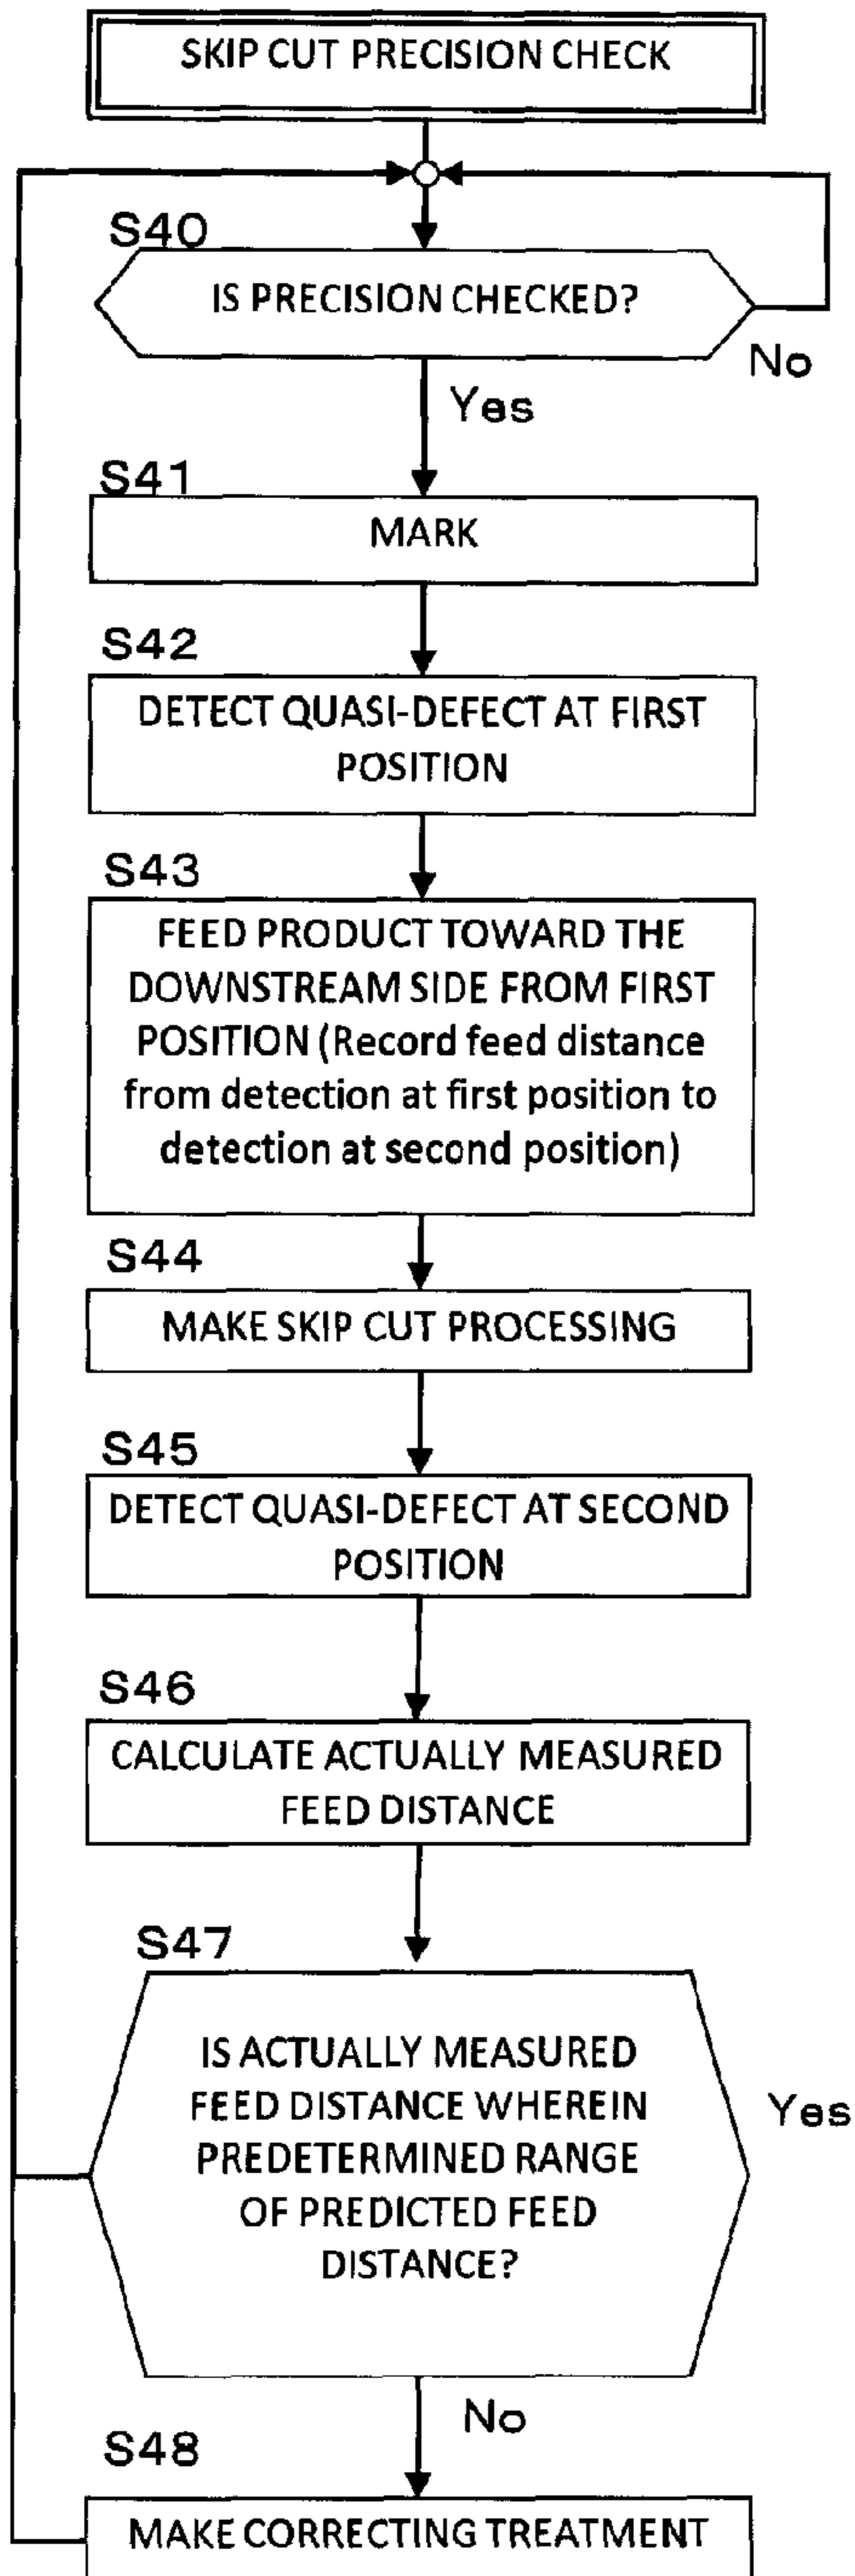 SKIP CUT PRECISION CHECK
S40
IS PRECISION CHECKED?
No
Yes
S41
MARK
S42
DETECT QUASI-DEFECT AT FIRST
POSITION
S43
FEED PRODUCT TOWARD THE
DOWNSTREAM SIDE FROM FIRST
POSITION (Record feed distance
from detection at first position to
detection at second position)
S44
MAKE SKIP CUT PROCESSING
S45
DETECT QUASI-DEFECT AT SECOND
POSITION
S46
CALCULATE ACTUALLY MEASURED
FEED DISTANCE
S47
IS ACTUALLY MEASURED
FEED DISTANCE WHEREIN
PREDETERMINED RANGE
OF PREDICTED FEED
DISTANCE?
Yes
No
S48
MAKE CORRECTING TREATMENT